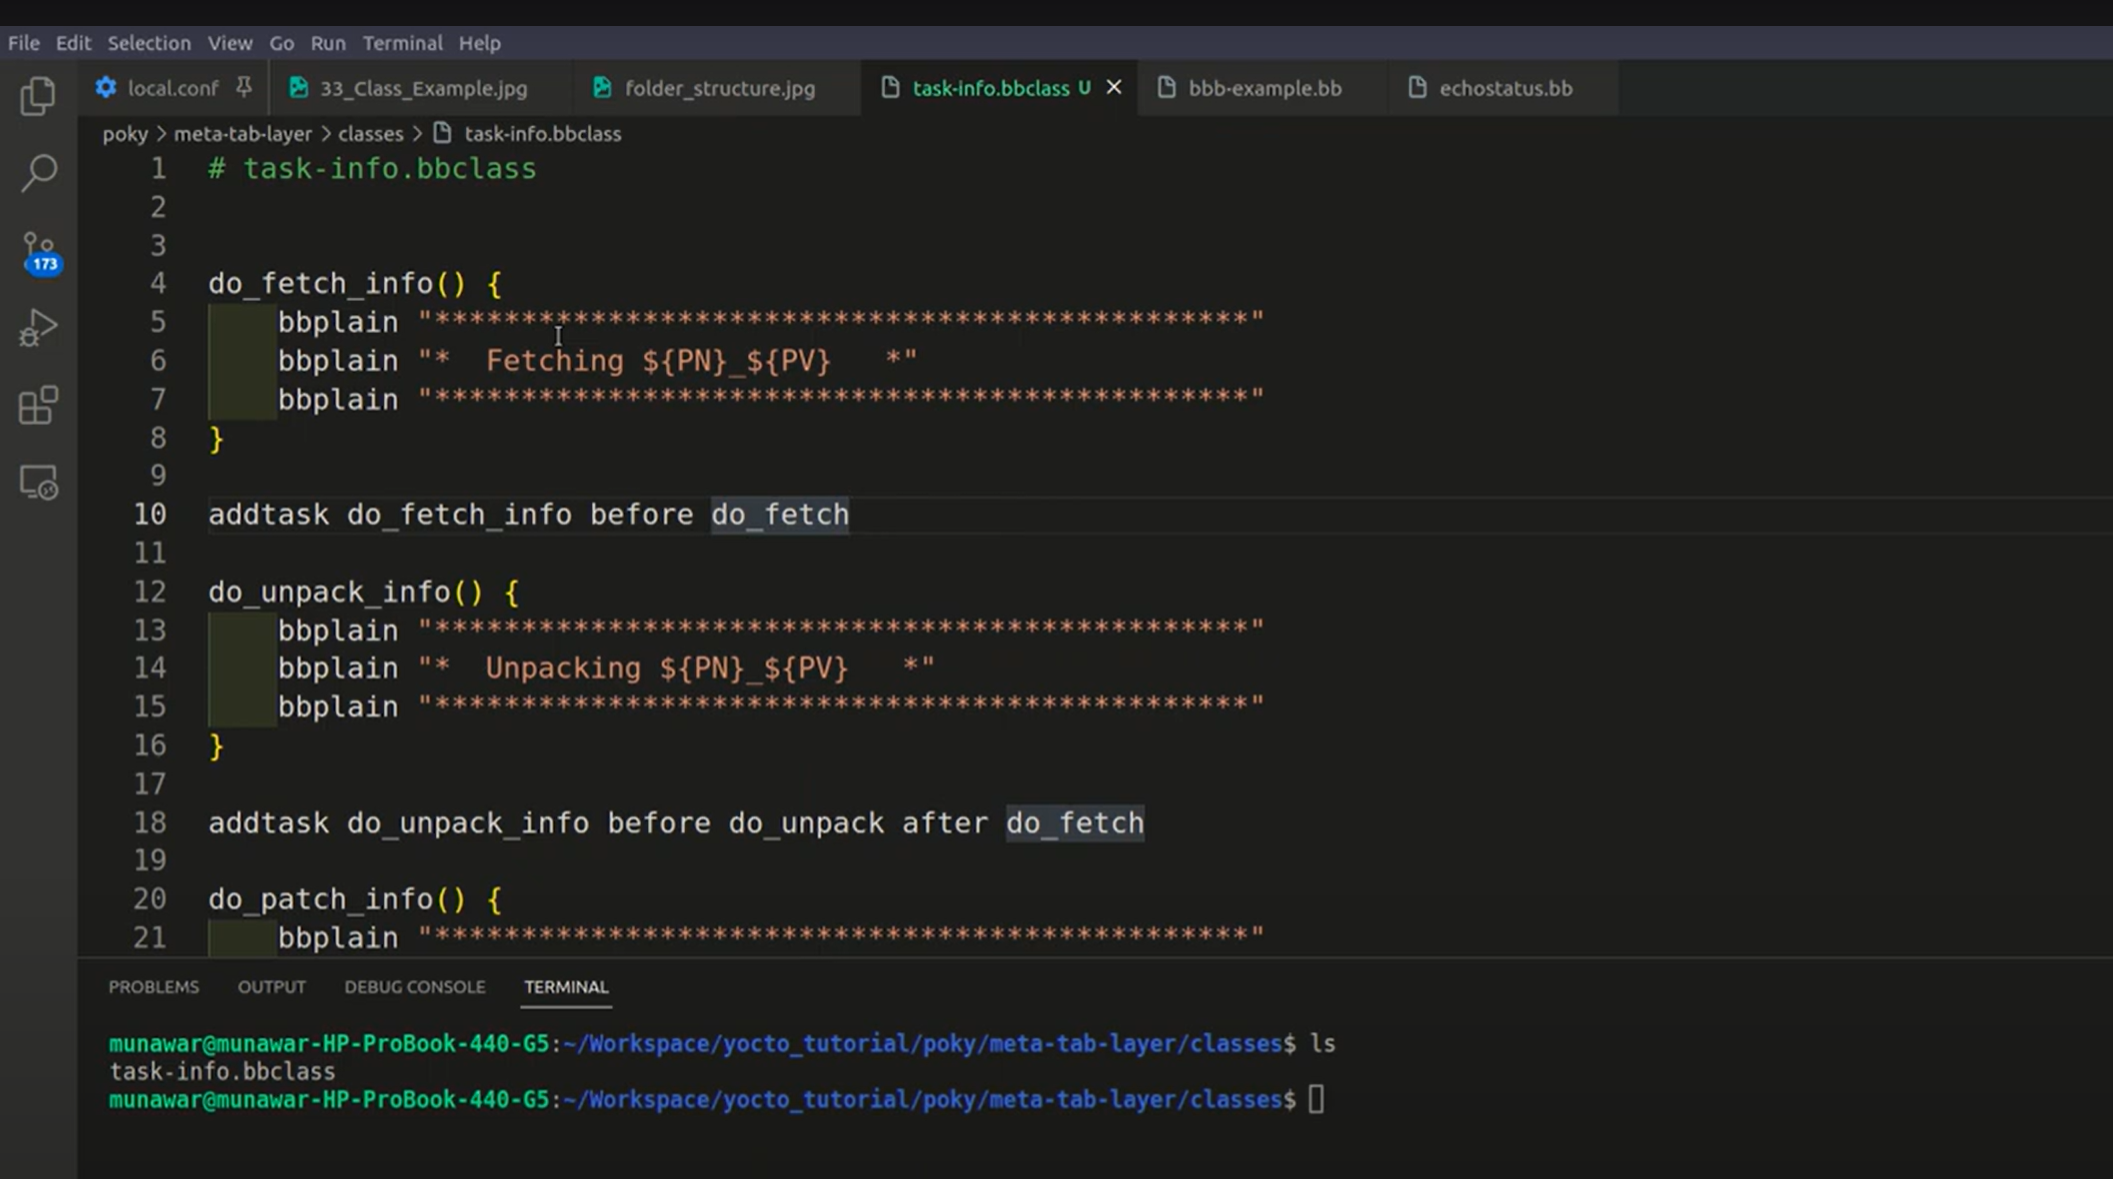 File Edit Selection View Go Run Terminal Help
local.conf 33_Class_Example.jpg folder_structure.jpg task-info.bbclass U bbb-example.bb echostatus.bb
poky > meta-tab-layer > classes > task-info.bbclass
1 # task-info.bbclass
2
3
173
4 do_fetch_info() {
5 bbplain "***********************************************"
6 bbplain "*  Fetching ${PN}_${PV}   *"
7 bbplain "***********************************************"
8 }
9
10 addtask do_fetch_info before do_fetch
11
12 do_unpack_info() {
13 bbplain "***********************************************"
14 bbplain "*  Unpacking ${PN}_${PV}   *"
15 bbplain "***********************************************"
16 }
17
18 addtask do_unpack_info before do_unpack after do_fetch
19
20 do_patch_info() {
21 bbplain "***********************************************"
PROBLEMS OUTPUT DEBUG CONSOLE TERMINAL
munawar@munawar-HP-ProBook-440-G5:~/Workspace/yocto_tutorial/poky/meta-tab-layer/classes$ ls
task-info.bbclass
munawar@munawar-HP-ProBook-440-G5:~/Workspace/yocto_tutorial/poky/meta-tab-layer/classes$